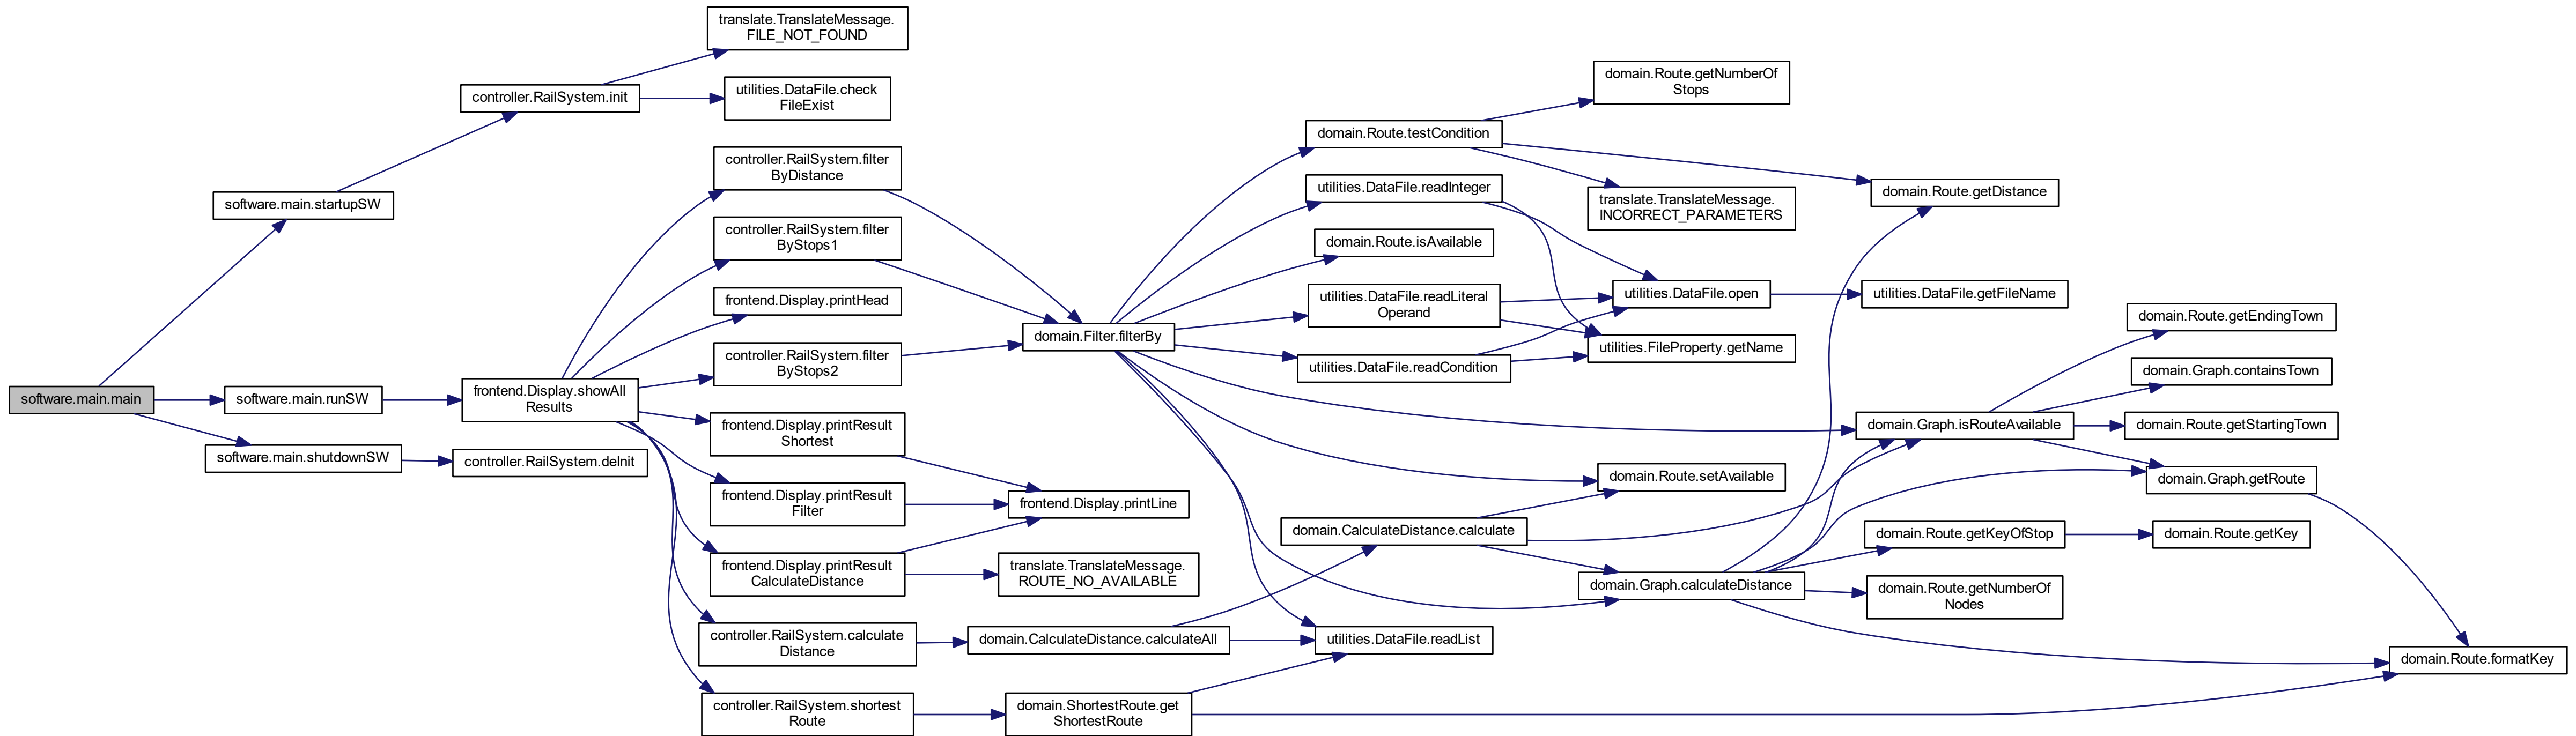 software.main.main
software.main.startupSW
software.main.runSW
software.main.shutdownSW
controller.RailSystem.init
frontend.Display.showAll
Results
controller.RailSystem.deInit
translate.TranslateMessage.
FILE_NOT_FOUND
utilities.DataFile.check
FileExist
controller.RailSystem.filter
ByDistance
controller.RailSystem.filter
ByStops1
frontend.Display.printHead
controller.RailSystem.filter
ByStops2
frontend.Display.printResult
Shortest
frontend.Display.printResult
Filter
frontend.Display.printResult
CalculateDistance
controller.RailSystem.calculate
Distance
controller.RailSystem.shortest
Route
domain.Filter.filterBy
frontend.Display.printLine
translate.TranslateMessage.
ROUTE_NO_AVAILABLE
domain.CalculateDistance.calculateAll
domain.ShortestRoute.get
ShortestRoute
domain.Route.testCondition
utilities.DataFile.readInteger
domain.Route.isAvailable
utilities.DataFile.readLiteral
Operand
utilities.DataFile.readCondition
domain.CalculateDistance.calculate
utilities.DataFile.readList
domain.Route.getNumberOf
Stops
translate.TranslateMessage.
INCORRECT_PARAMETERS
utilities.DataFile.open
utilities.FileProperty.getName
domain.Route.setAvailable
domain.Graph.calculateDistance
domain.Route.getDistance
utilities.DataFile.getFileName
domain.Graph.isRouteAvailable
domain.Route.getKeyOfStop
domain.Route.getNumberOf
Nodes
domain.Route.getEndingTown
domain.Graph.containsTown
domain.Route.getStartingTown
domain.Graph.getRoute
domain.Route.getKey
domain.Route.formatKey